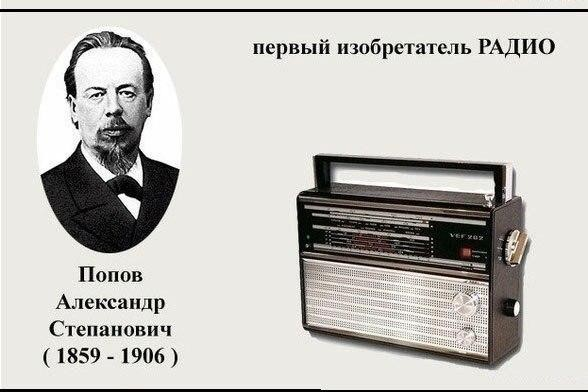 первый изобретатель РАДИО
VEF 202
Попов
Александр
Степанович
( 1859 - 1906 )